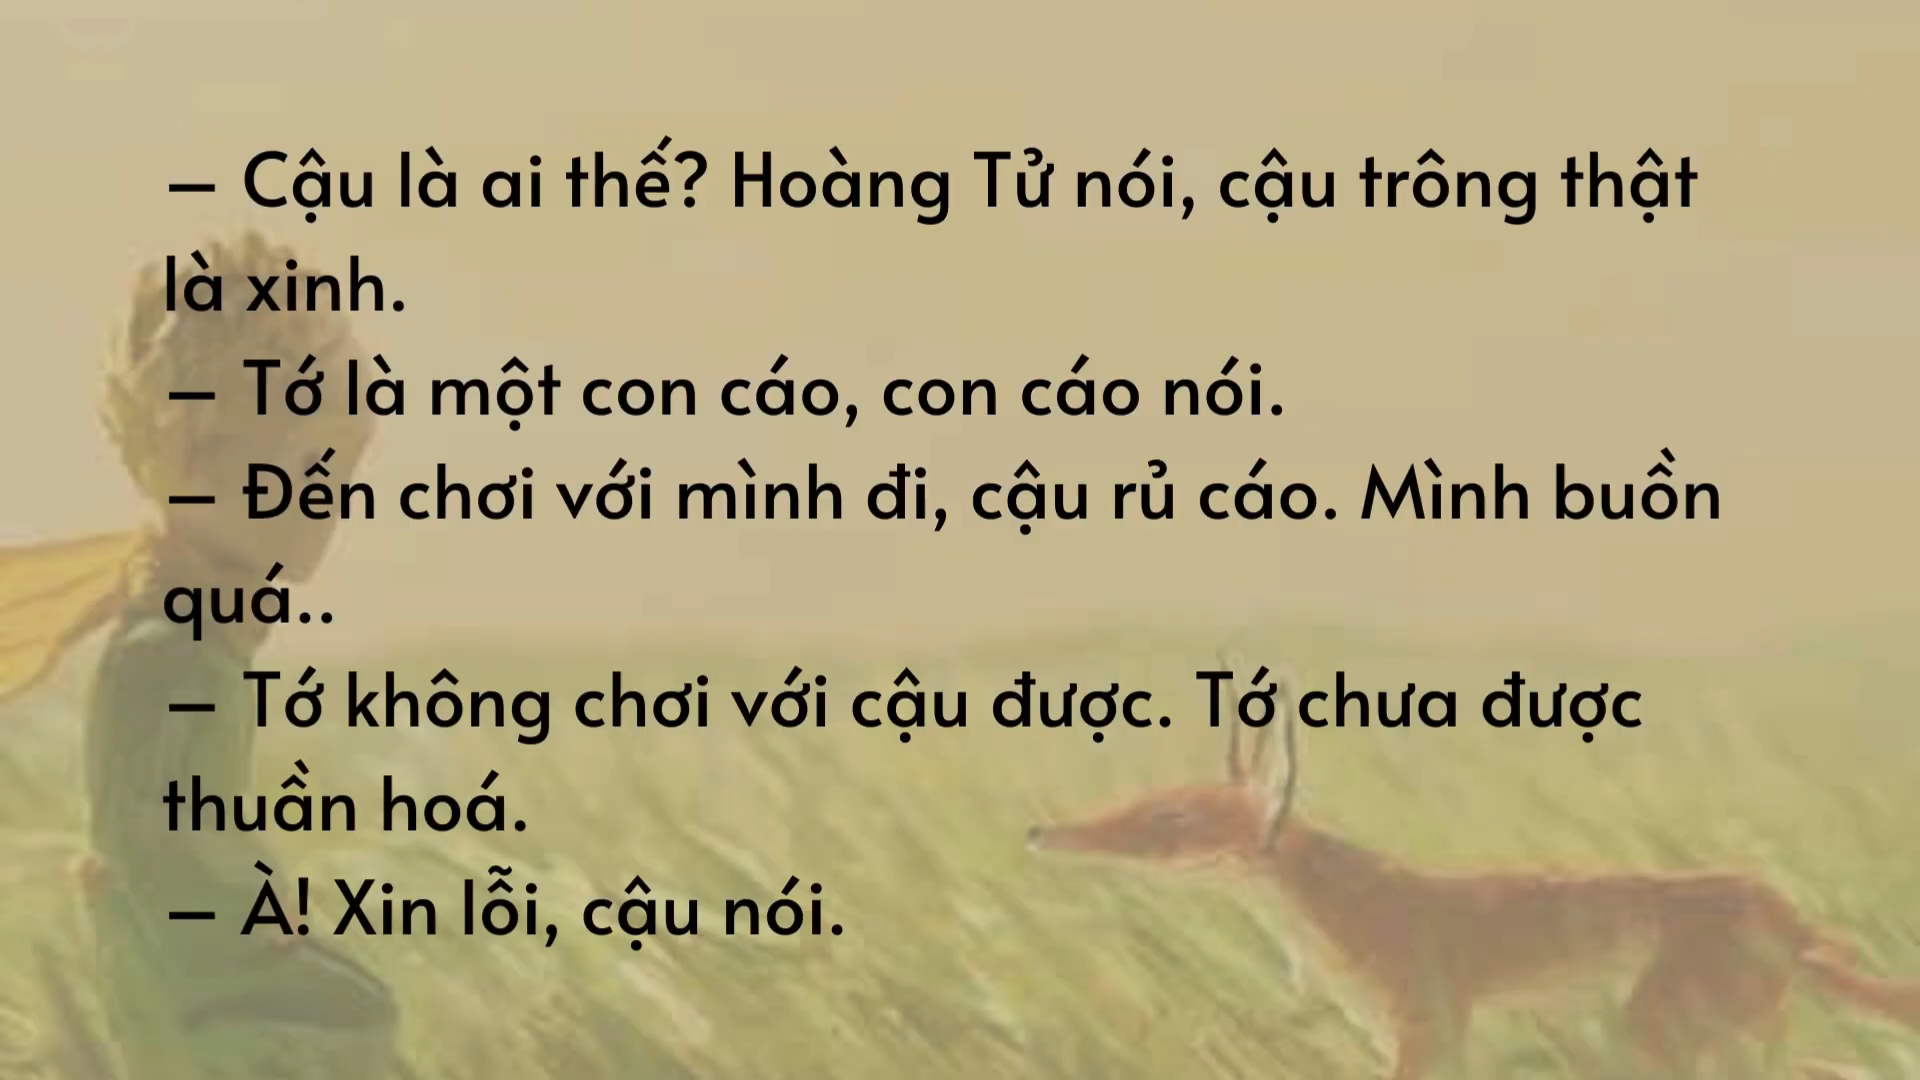 – Cậu là ai thế? Hoàng Tử nói, cậu trông thật
là xinh.
– Tớ là một con cáo, con cáo nói.
– Đến chơi với mình đi, cậu rủ cáo. Mình buồn
quá..
– Tớ không chơi với cậu được. Tớ chưa được
thuần hoá.
– À! Xin lỗi, cậu nói.